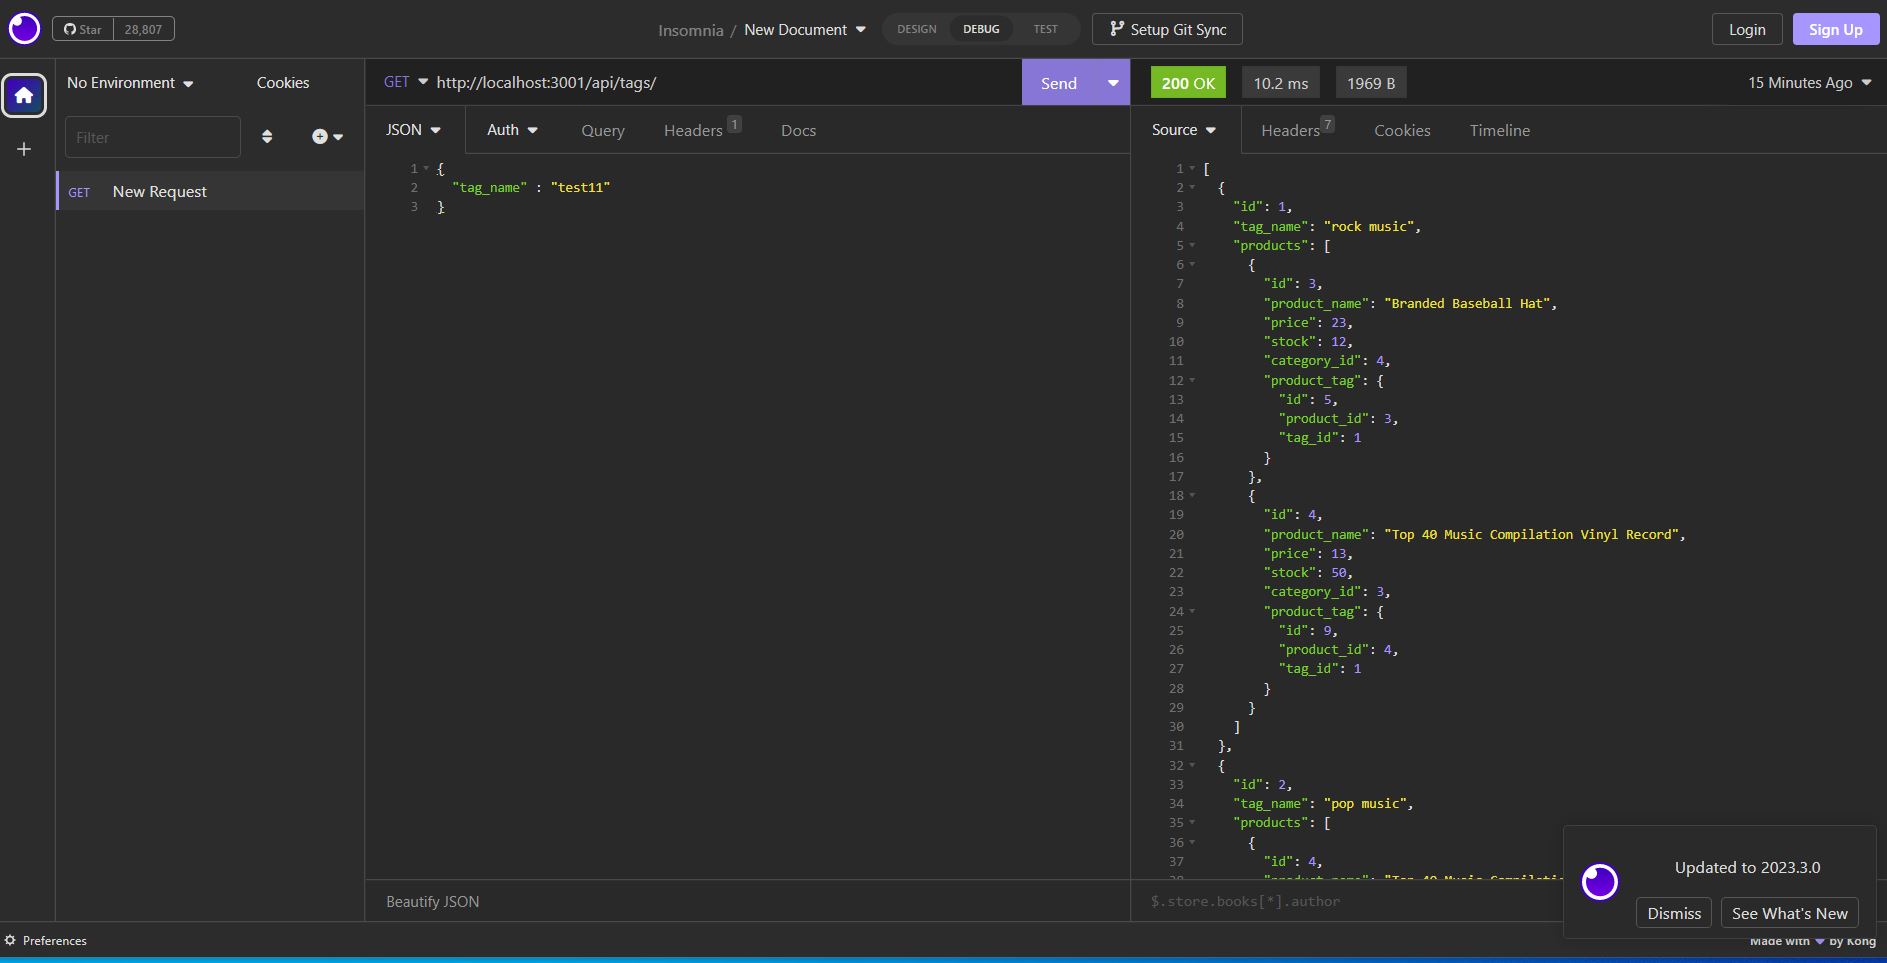 Star 28,807
Insomnia / New Document
DESIGN DEBUG TEST
Setup Git Sync
Login
Sign Up
No Environment
Cookies
Filter
GET New Request
GET http://localhost:3001/api/tags/
Send
200 OK
10.2 ms
1969 B
15 Minutes Ago
JSON
Auth
Query
Headers 1
Docs
1 {
2 "tag_name" : "test11"
3 }
Beautify JSON
Source
Headers 7
Cookies
Timeline
1 [
2 {
3 "id": 1,
4 "tag_name": "rock music",
5 "products": [
6 {
7 "id": 3,
8 "product_name": "Branded Baseball Hat",
9 "price": 23,
10 "stock": 12,
11 "category_id": 4,
12 "product_tag": {
13 "id": 5,
14 "product_id": 3,
15 "tag_id": 1
16 }
17 },
18 {
19 "id": 4,
20 "product_name": "Top 40 Music Compilation Vinyl Record",
21 "price": 13,
22 "stock": 50,
23 "category_id": 3,
24 "product_tag": {
25 "id": 9,
26 "product_id": 4,
27 "tag_id": 1
28 }
29 }
30 ]
31 },
32 {
33 "id": 2,
34 "tag_name": "pop music",
35 "products": [
36 {
37 "id": 4,
$.store.books[*].author
Updated to 2023.3.0
Dismiss
See What's New
Preferences
Made with by Kong